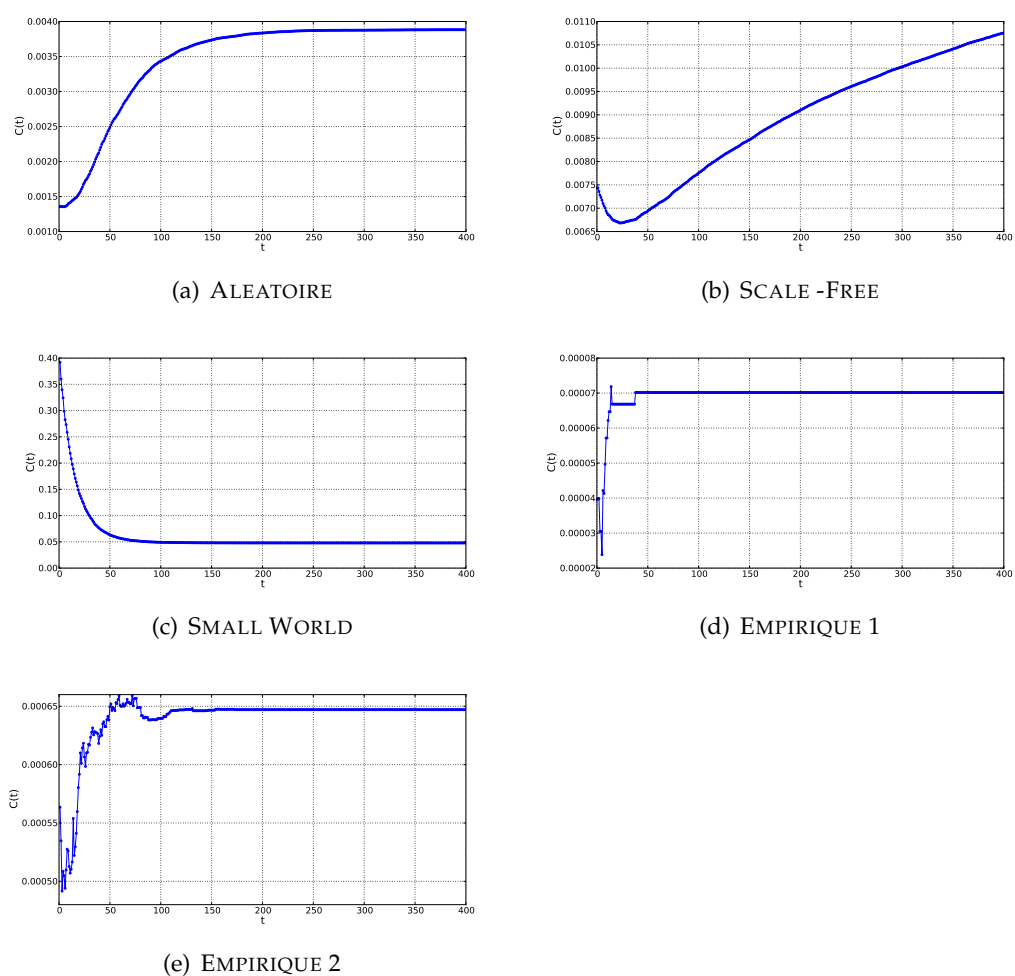 0.0040
0.0035
0.0030
0.0025
0.0020
0.0015
0.0010
C(t)
0 50 100 150 200 250 300 350 400
t
(a) ALEATOIRE
0.0110
0.0105
0.0100
0.0095
0.0090
0.0085
0.0080
0.0075
0.0070
0.0065
C(t)
0 50 100 150 200 250 300 350 400
t
(b) SCALE -FREE
0.40
0.35
0.30
0.25
0.20
0.15
0.10
0.05
0.00
C(t)
0 50 100 150 200 250 300 350 400
t
(c) SMALL WORLD
0.00008
0.00007
0.00006
0.00005
0.00004
0.00003
0.00002
C(t)
0 50 100 150 200 250 300 350 400
t
(d) EMPIRIQUE 1
0.00065
0.00060
0.00055
0.00050
C(t)
0 50 100 150 200 250 300 350 400
t
(e) EMPIRIQUE 2